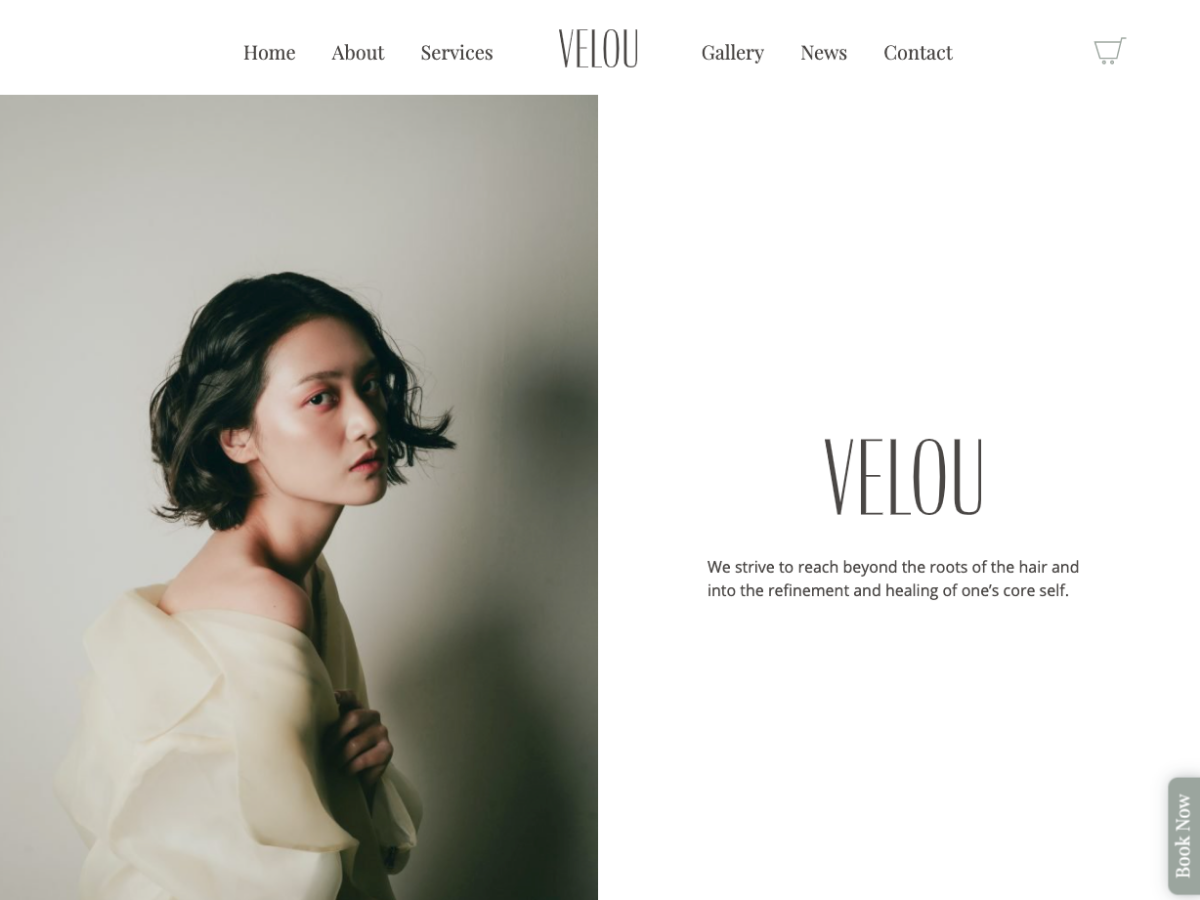 Home About Services VELOU Gallery News Contact
VELOU
We strive to reach beyond the roots of the hair and
into the refinement and healing of one’s core self.
Book Now